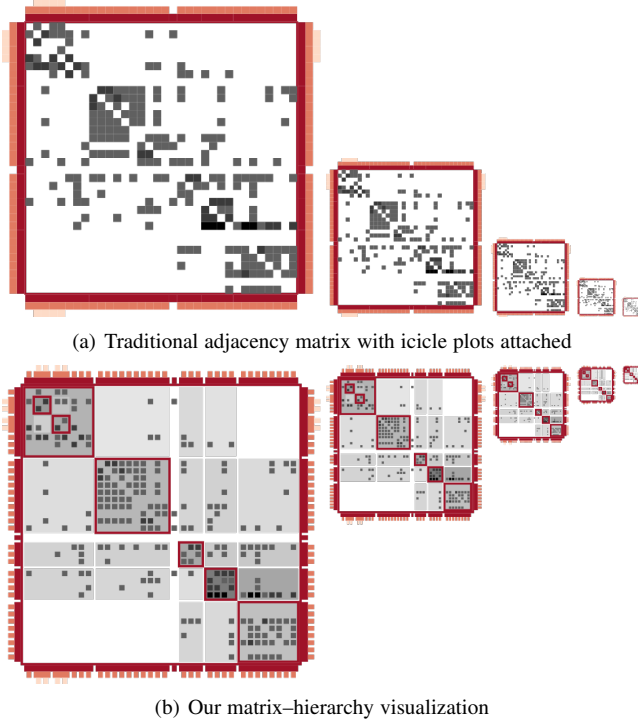 (a) Traditional adjacency matrix with icicle plots attached
(b) Our matrix–hierarchy visualization